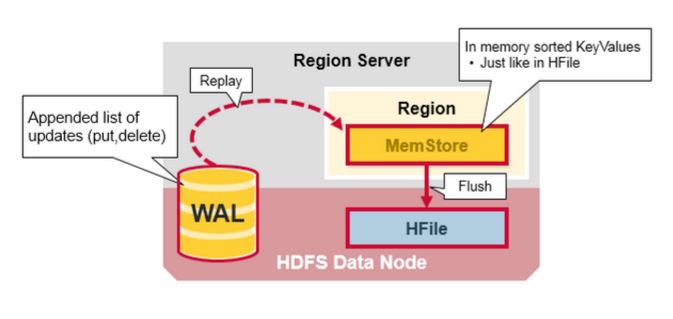 In memory sorted KeyValues
• Just like in HFile
Region Server
Replay
Appended list of
updates (put,delete)
Region
MemStore
Flush
WAL
HFile
HDFS Data Node